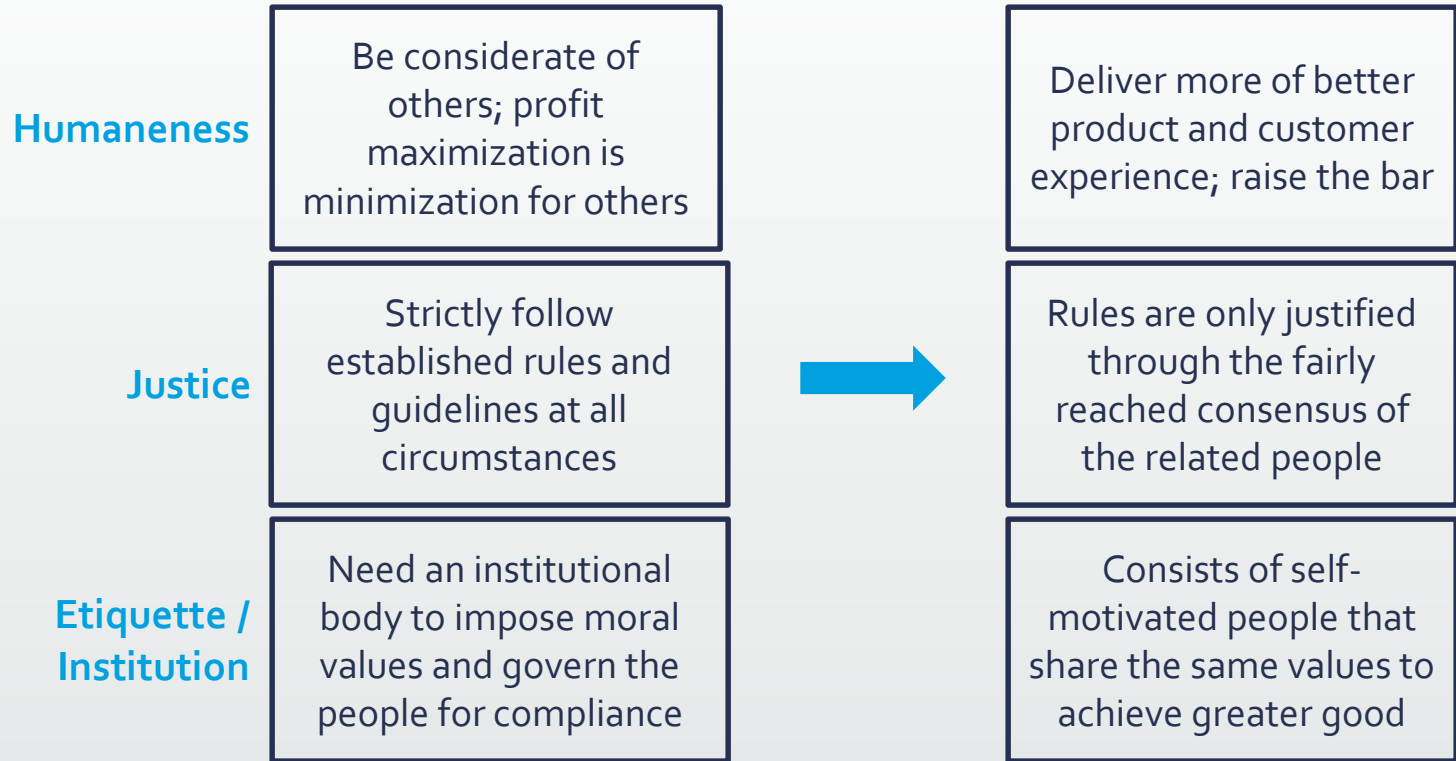 Humaneness
Be considerate of
others; profit
maximization is
minimization for others
Deliver more of better
product and customer
experience; raise the bar
Justice
Strictly follow
established rules and
guidelines at all
circumstances
Rules are only justified
through the fairly
reached consensus of
the related people
Etiquette /
Institution
Need an institutional
body to impose moral
values and govern the
people for compliance
Consists of self-
motivated people that
share the same values to
achieve greater good